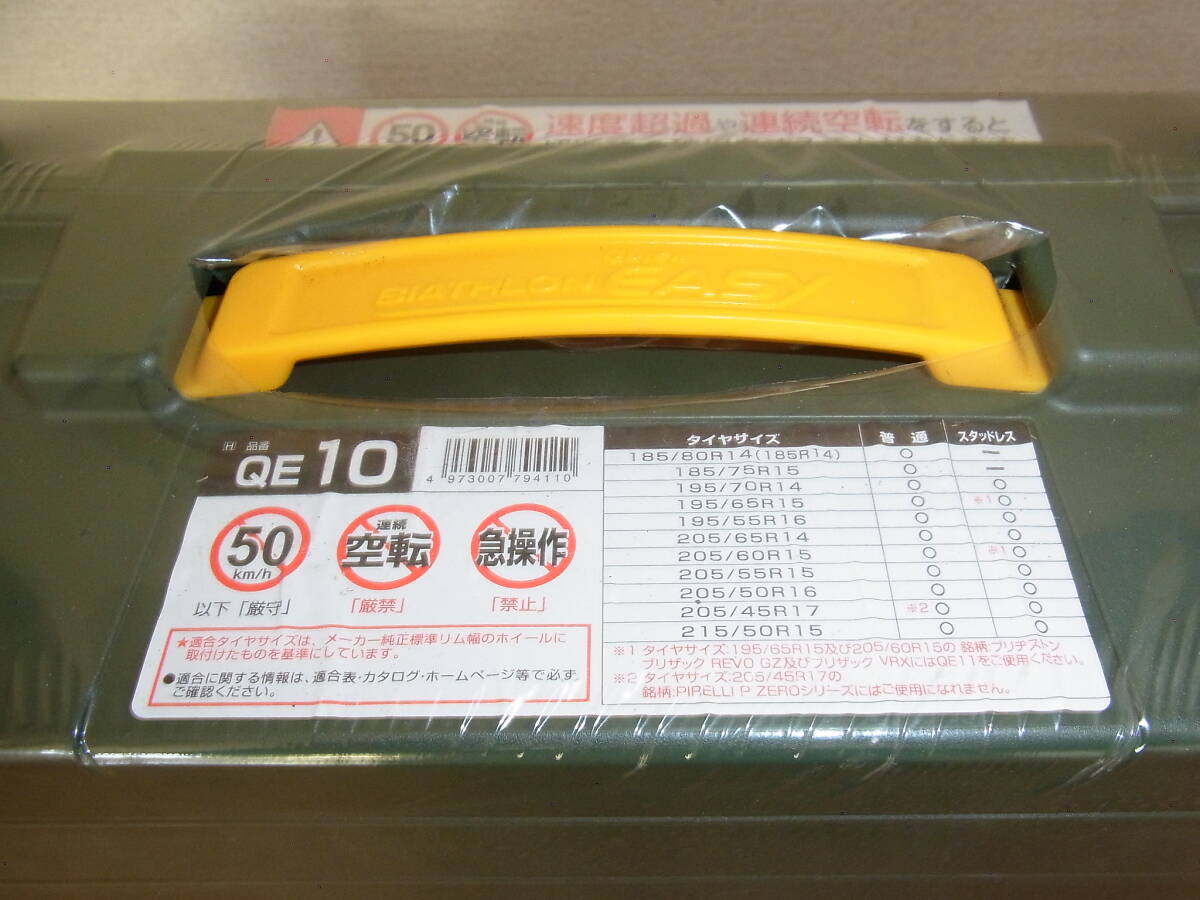 50 空転 速度超過や連続空転をすると
Quick
BIATHLON EASY
H 品番
QE 10
4 973007 794110
50
km/h
以下「厳守」
連続
空転
「厳禁」
急操作
「禁止」
★適合タイヤサイズは、メーカー純正標準リム幅のホイールに
取付けたものを基準にしています。
●適合に関する情報は、適合表・カタログ・ホームページ等で必ず
ご確認ください。
タイヤサイズ 普通 スタッドレス
185/80R14(185R14) ○ ー
185/75R15 ○ ー
195/70R14 ○ ○
195/65R15 ○ ※1○
195/55R16 ○ ○
205/65R14 ○ ○
205/60R15 ○ ※1○
205/55R15 ○ ○
205/50R16 ○ ○
205/45R17 ※2○ ○
215/50R15 ○ ○
※1 タイヤサイズ:195/65R15及び205/60R15の 銘柄:ブリヂストン
ブリザック REVO GZ及びブリザック VRXにはQE11をご使用ください。
※2 タイヤサイズ:205/45R17の
銘柄:PIRELLI P ZEROシリーズにはご使用になれません。